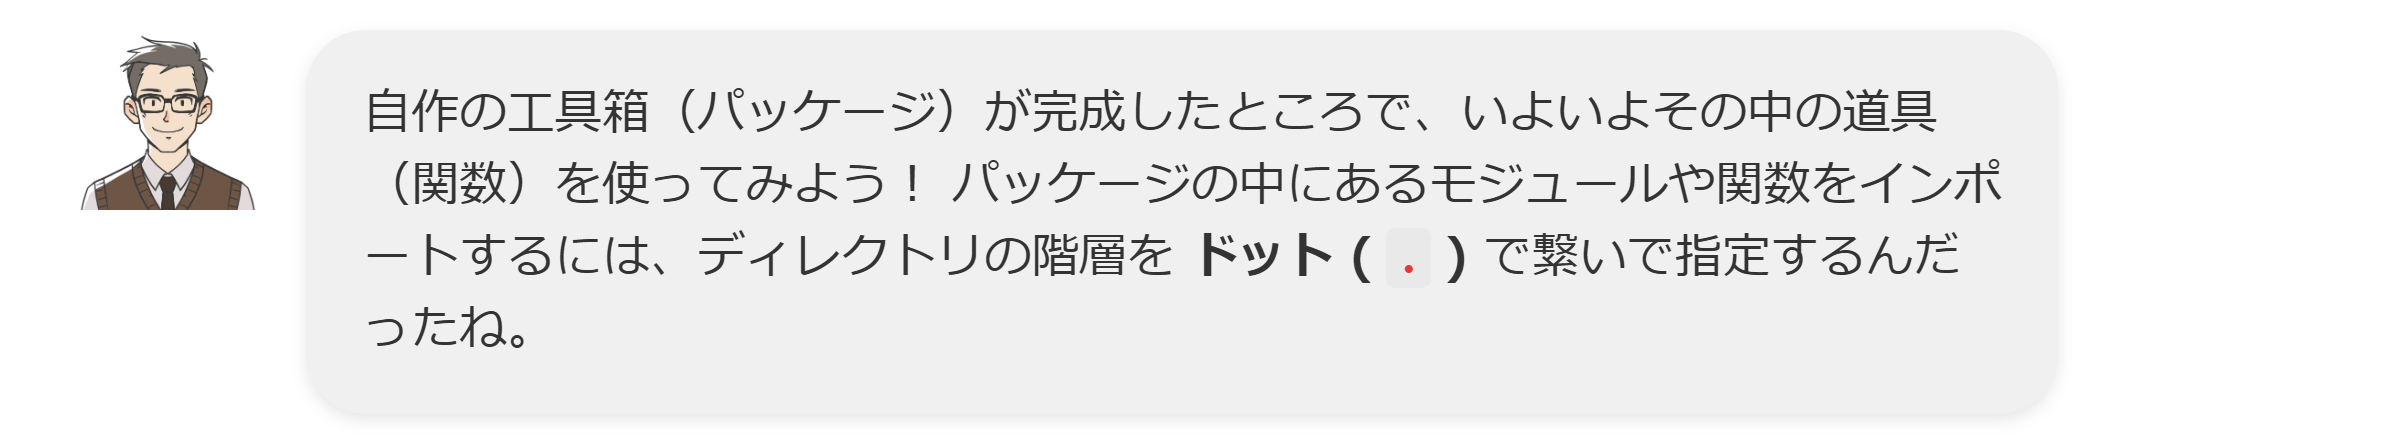 自作の工具箱（パッケージ）が完成したところで、いよいよその中の道具
（関数）を使ってみよう！ パッケージの中にあるモジュールや関数をインポ
ートするには、ディレクトリの階層を ドット ( . ) で繋いで指定するんだ
ったね。